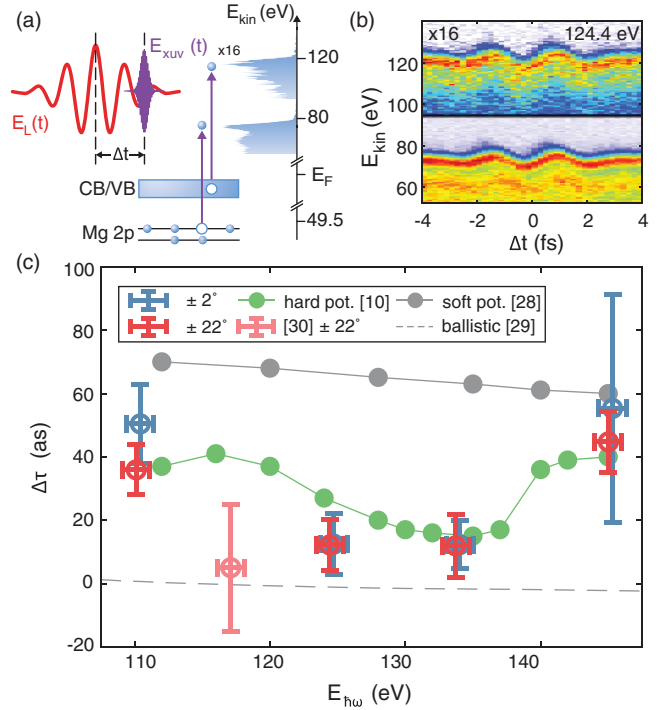 (a)
E_L(t)
E_xuv (t)
Δt
x16
E_kin (eV)
120
80
E_F
49.5
CB/VB
Mg 2p
(b)
x16
124.4 eV
E_kin (eV)
120
100
80
60
-4
-2
0
2
4
Δt (fs)
(c)
± 2°
hard pot. [10]
soft pot. [28]
± 22°
[30] ± 22°
ballistic [29]
Δτ (as)
100
80
60
40
20
0
-20
110
120
130
140
E_ħω (eV)